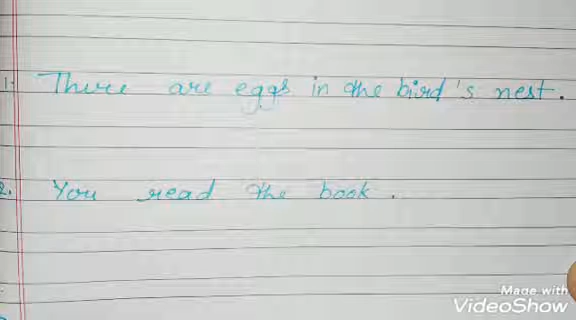 1. There are eggs in the bird's nest.
2. You read the book.
Made with
VideoShow